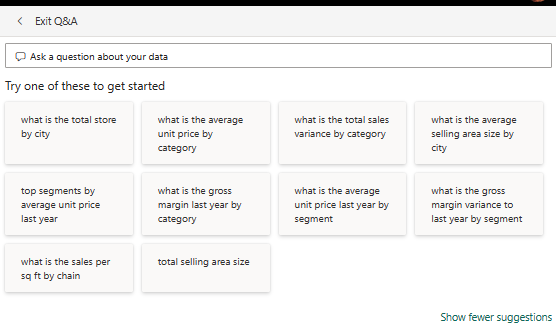 Exit Q&A
Ask a question about your data
Try one of these to get started
what is the total store
by city
what is the average
unit price by
category
what is the total sales
variance by category
what is the average
selling area size by
city
top segments by
average unit price
last year
what is the gross
margin last year by
category
what is the average
unit price last year by
segment
what is the gross
margin variance to
last year by segment
what is the sales per
sq ft by chain
total selling area size
Show fewer suggestions